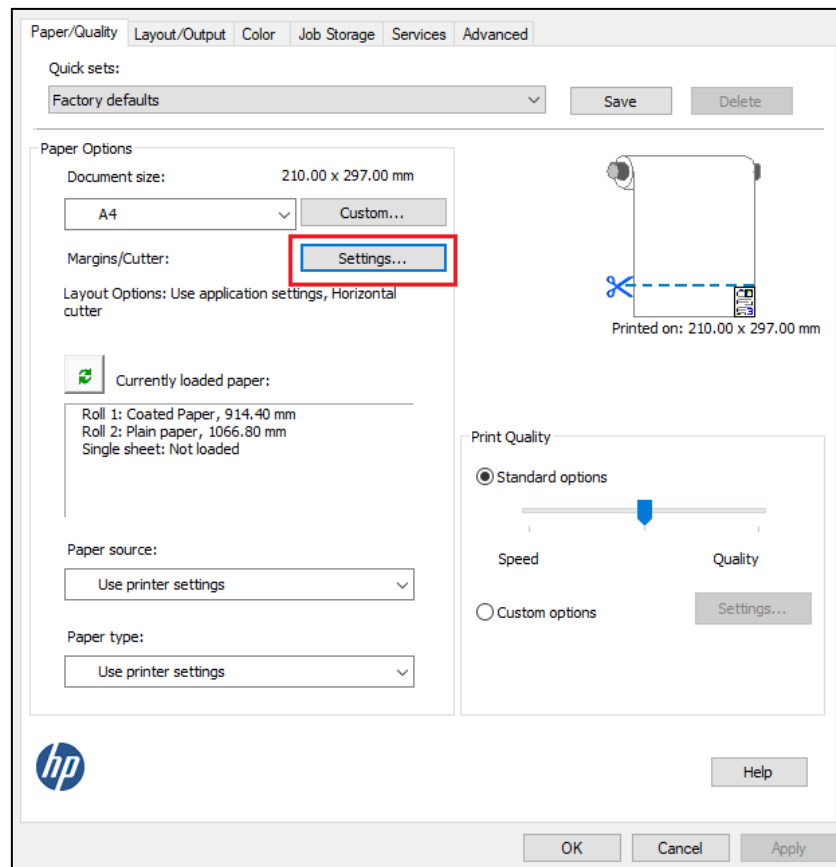 Paper/Quality Layout/Output Color Job Storage Services Advanced
Quick sets:
Factory defaults Save Delete
Paper Options
Document size: 210.00 x 297.00 mm
A4 Custom...
Margins/Cutter: Settings...
Layout Options: Use application settings, Horizontal
cutter
Printed on: 210.00 x 297.00 mm
Currently loaded paper:
Roll 1: Coated Paper, 914.40 mm
Roll 2: Plain paper, 1066.80 mm
Single sheet: Not loaded
Print Quality
Standard options
Speed Quality
Custom options Settings...
Paper source:
Use printer settings
Paper type:
Use printer settings
hp
Help
OK Cancel Apply